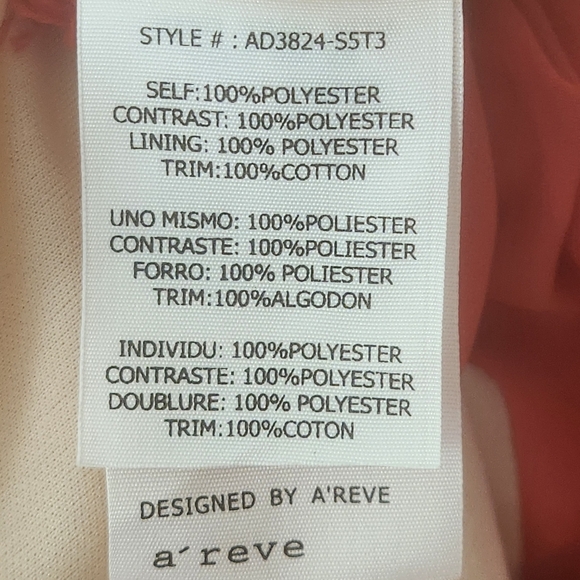 STYLE # : AD3824-S5T3
SELF:100%POLYESTER
CONTRAST: 100%POLYESTER
LINING: 100% POLYESTER
TRIM:100%COTTON
UNO MISMO: 100%POLIESTER
CONTRASTE: 100%POLIESTER
FORRO: 100% POLIESTER
TRIM:100%ALGODON
INDIVIDU: 100%POLYESTER
CONTRASTE: 100%POLYESTER
DOUBLURE: 100% POLYESTER
TRIM:100%COTON
DESIGNED BY A'REVE
a´reve